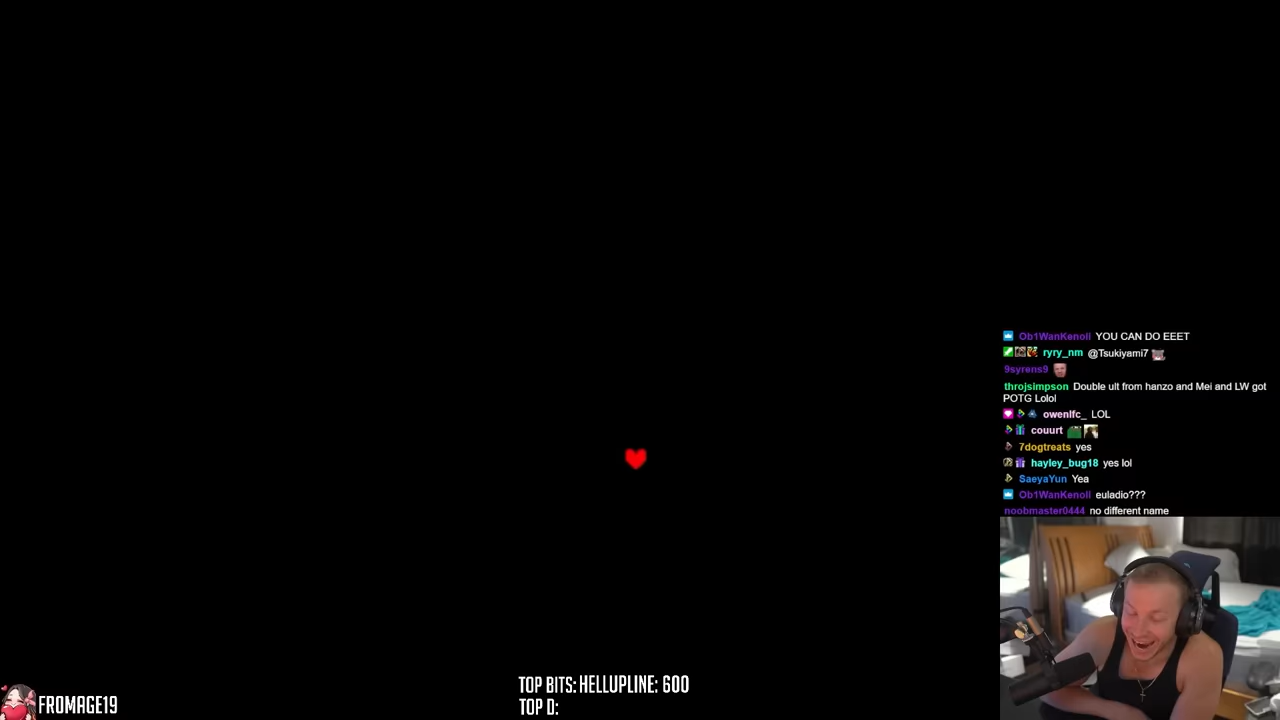 Ob1WanKenoII YOU CAN DO EEET
ryry_nm @Tsukiyami7
9syrens9
throjsimpson Double ult from hanzo and Mei and LW got
POTG Lolol
owenlfc_ LOL
couurt
7dogtreats yes
hayley_bug18 yes lol
SaeyaYun Yea
Ob1WanKenoII euladio???
noobmaster0444 no different name
TOP BITS: HELLUPLINE: 600
TOP D:
FROMAGE19